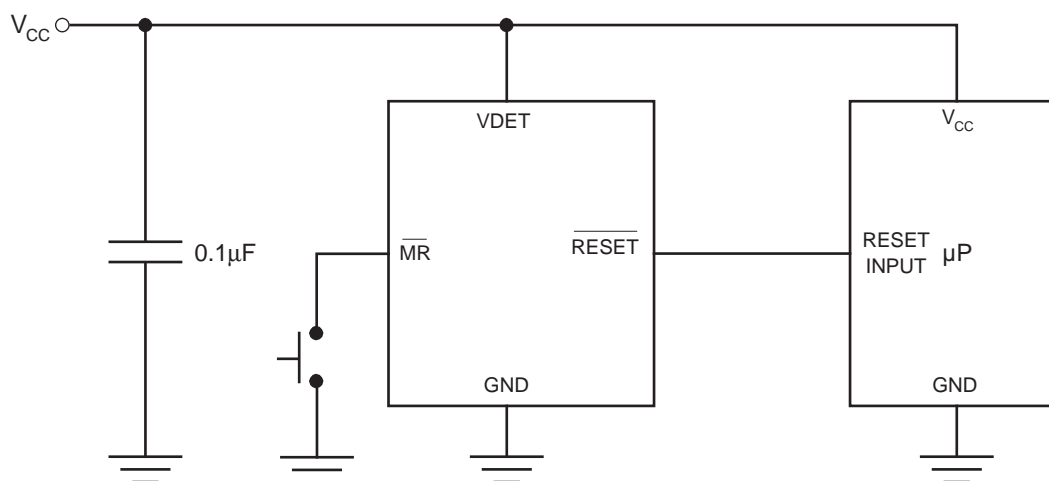 VCC
VDET
VCC
0.1μF
MR
RESET
RESET
INPUT
μP
GND
GND